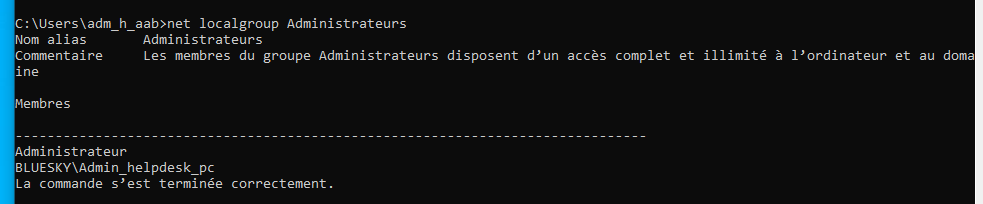 C:\Users\adm_h_aab>net localgroup Administrateurs
Nom alias       Administrateurs
Commentaire     Les membres du groupe Administrateurs disposent d’un accès complet et illimité à l’ordinateur et au doma
ine
Membres
-------------------------------------------------------------------------------
Administrateur
BLUESKY\Admin_helpdesk_pc
La commande s’est terminée correctement.